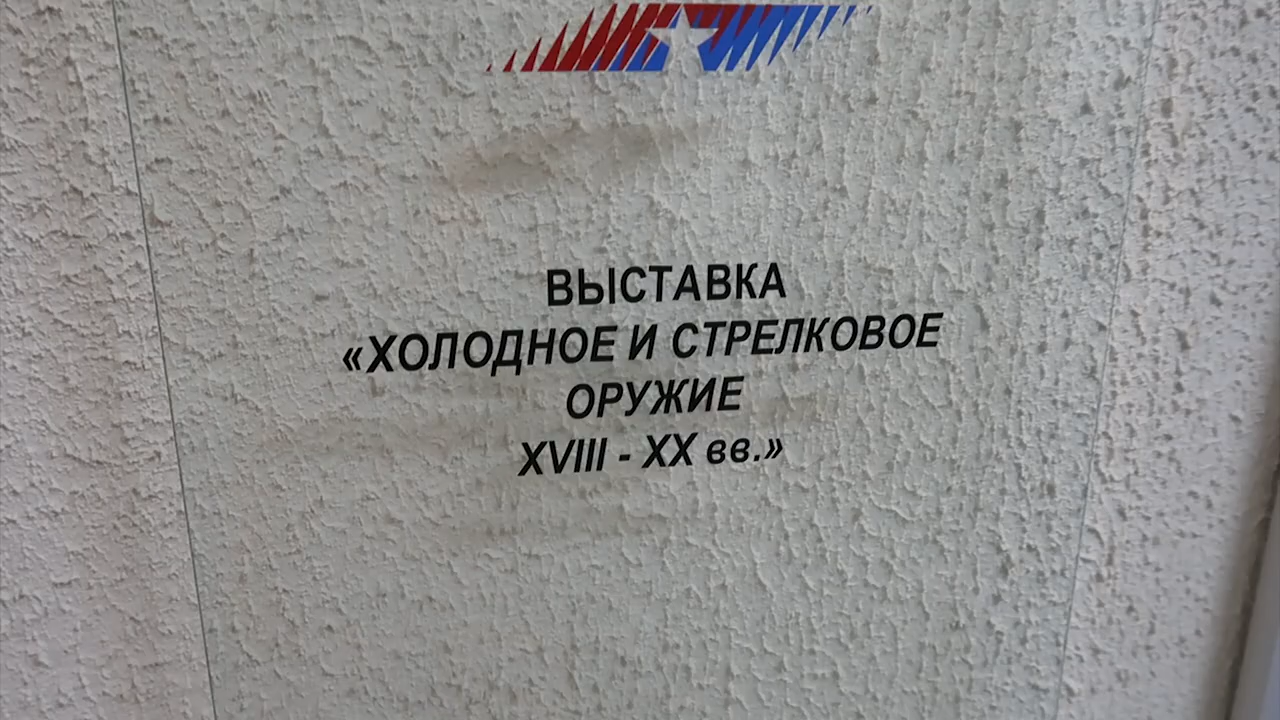 ВЫСТАВКА
«ХОЛОДНОЕ И СТРЕЛКОВОЕ
ОРУЖИЕ
XVIII - XX вв.»